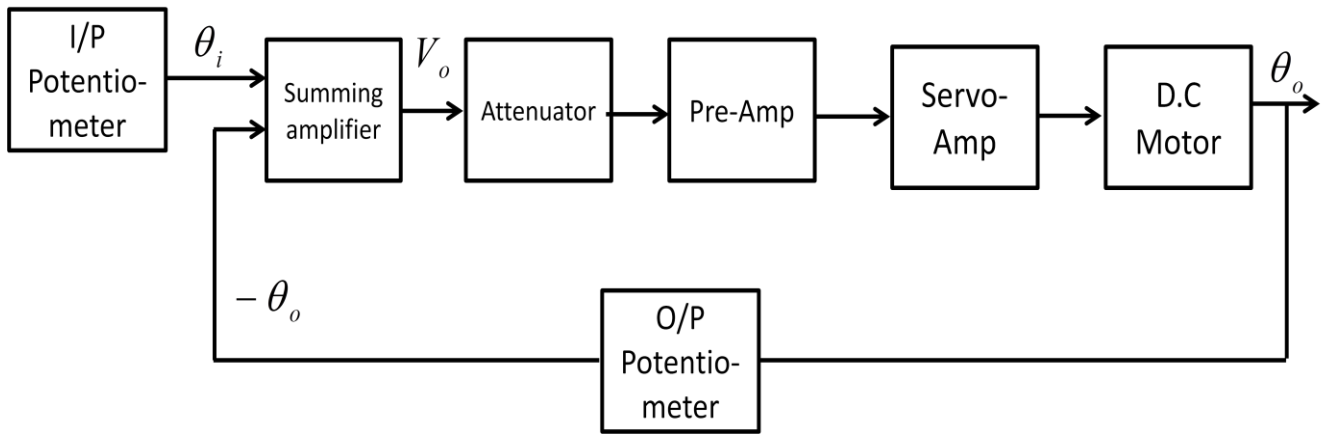 I/P
Potentio-
meter
θi
Summing
amplifier
Vo
Attenuator
Pre-Amp
Servo-
Amp
D.C
Motor
θo
− θo
O/P
Potentio-
meter